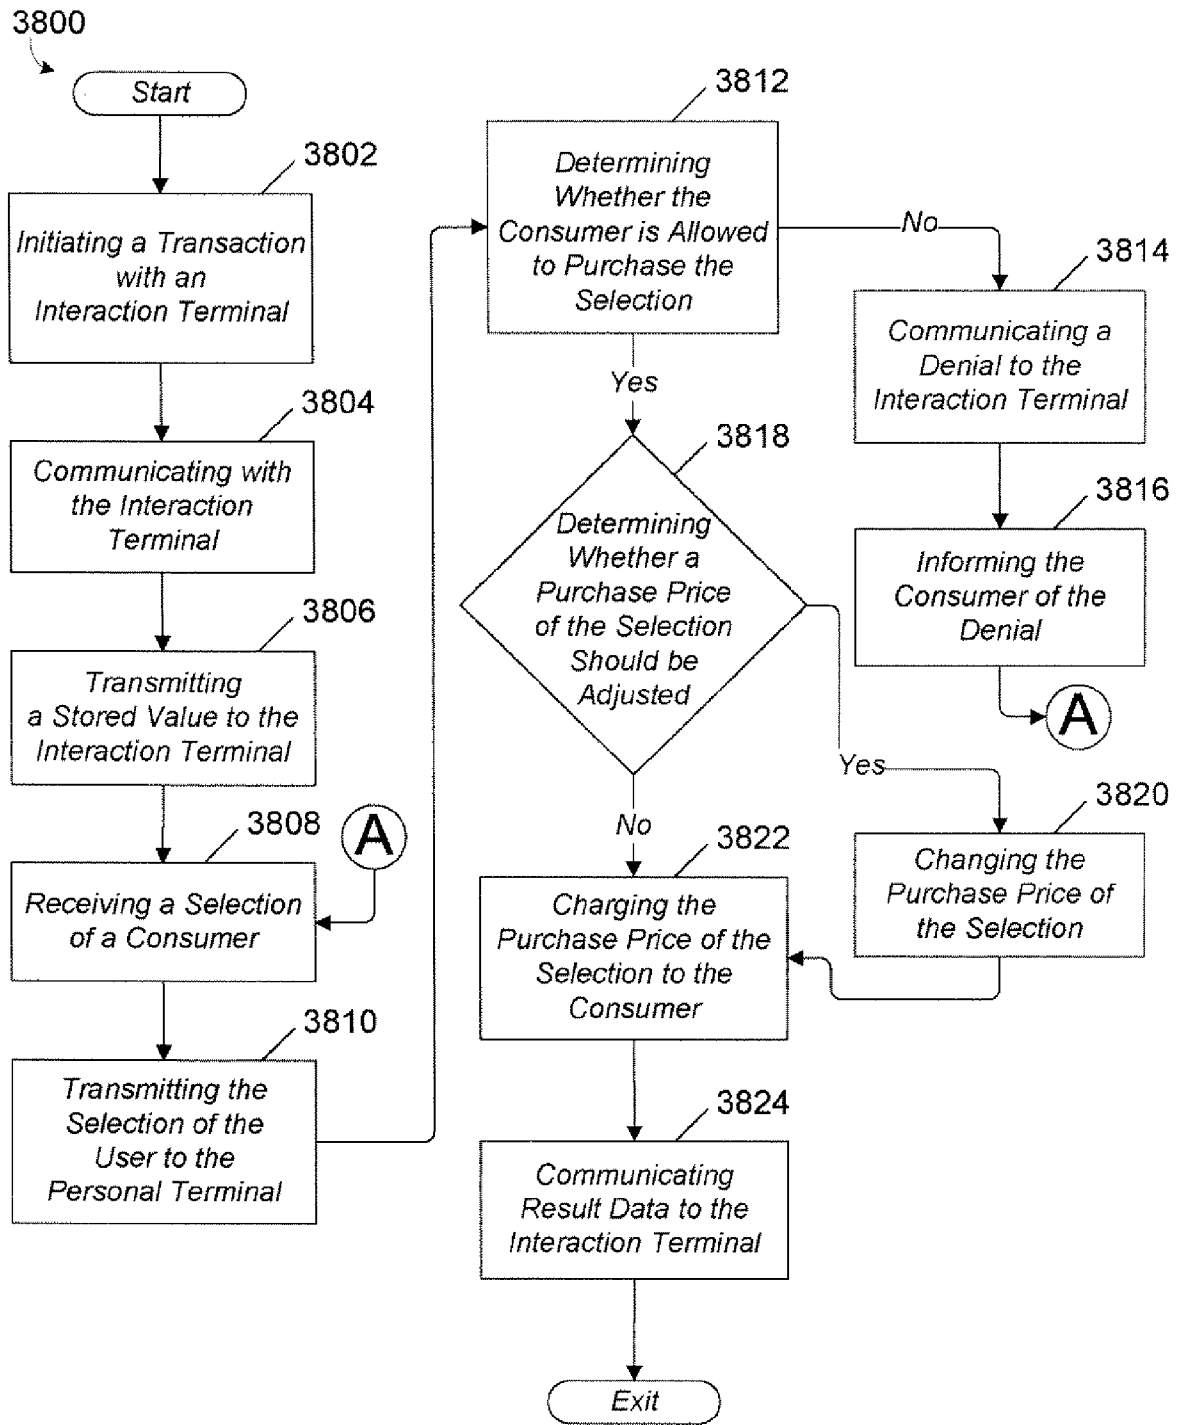 3800
Start
3802
Initiating a Transaction
with an
Interaction Terminal
3804
Communicating with
the Interaction
Terminal
3806
Transmitting
a Stored Value to the
Interaction Terminal
3808
A
Receiving a Selection
of a Consumer
3810
Transmitting the
Selection of the
User to the
Personal Terminal
3812
Determining
Whether the
Consumer is Allowed
to Purchase the
Selection
No
3814
Communicating a
Denial to the
Interaction Terminal
3816
Informing the
Consumer of the
Denial
A
Yes
3818
Determining
Whether a
Purchase Price
of the Selection
Should be
Adjusted
Yes
3820
Changing the
Purchase Price of
the Selection
No
3822
Charging the
Purchase Price of the
Selection to the
Consumer
3824
Communicating
Result Data to the
Interaction Terminal
Exit